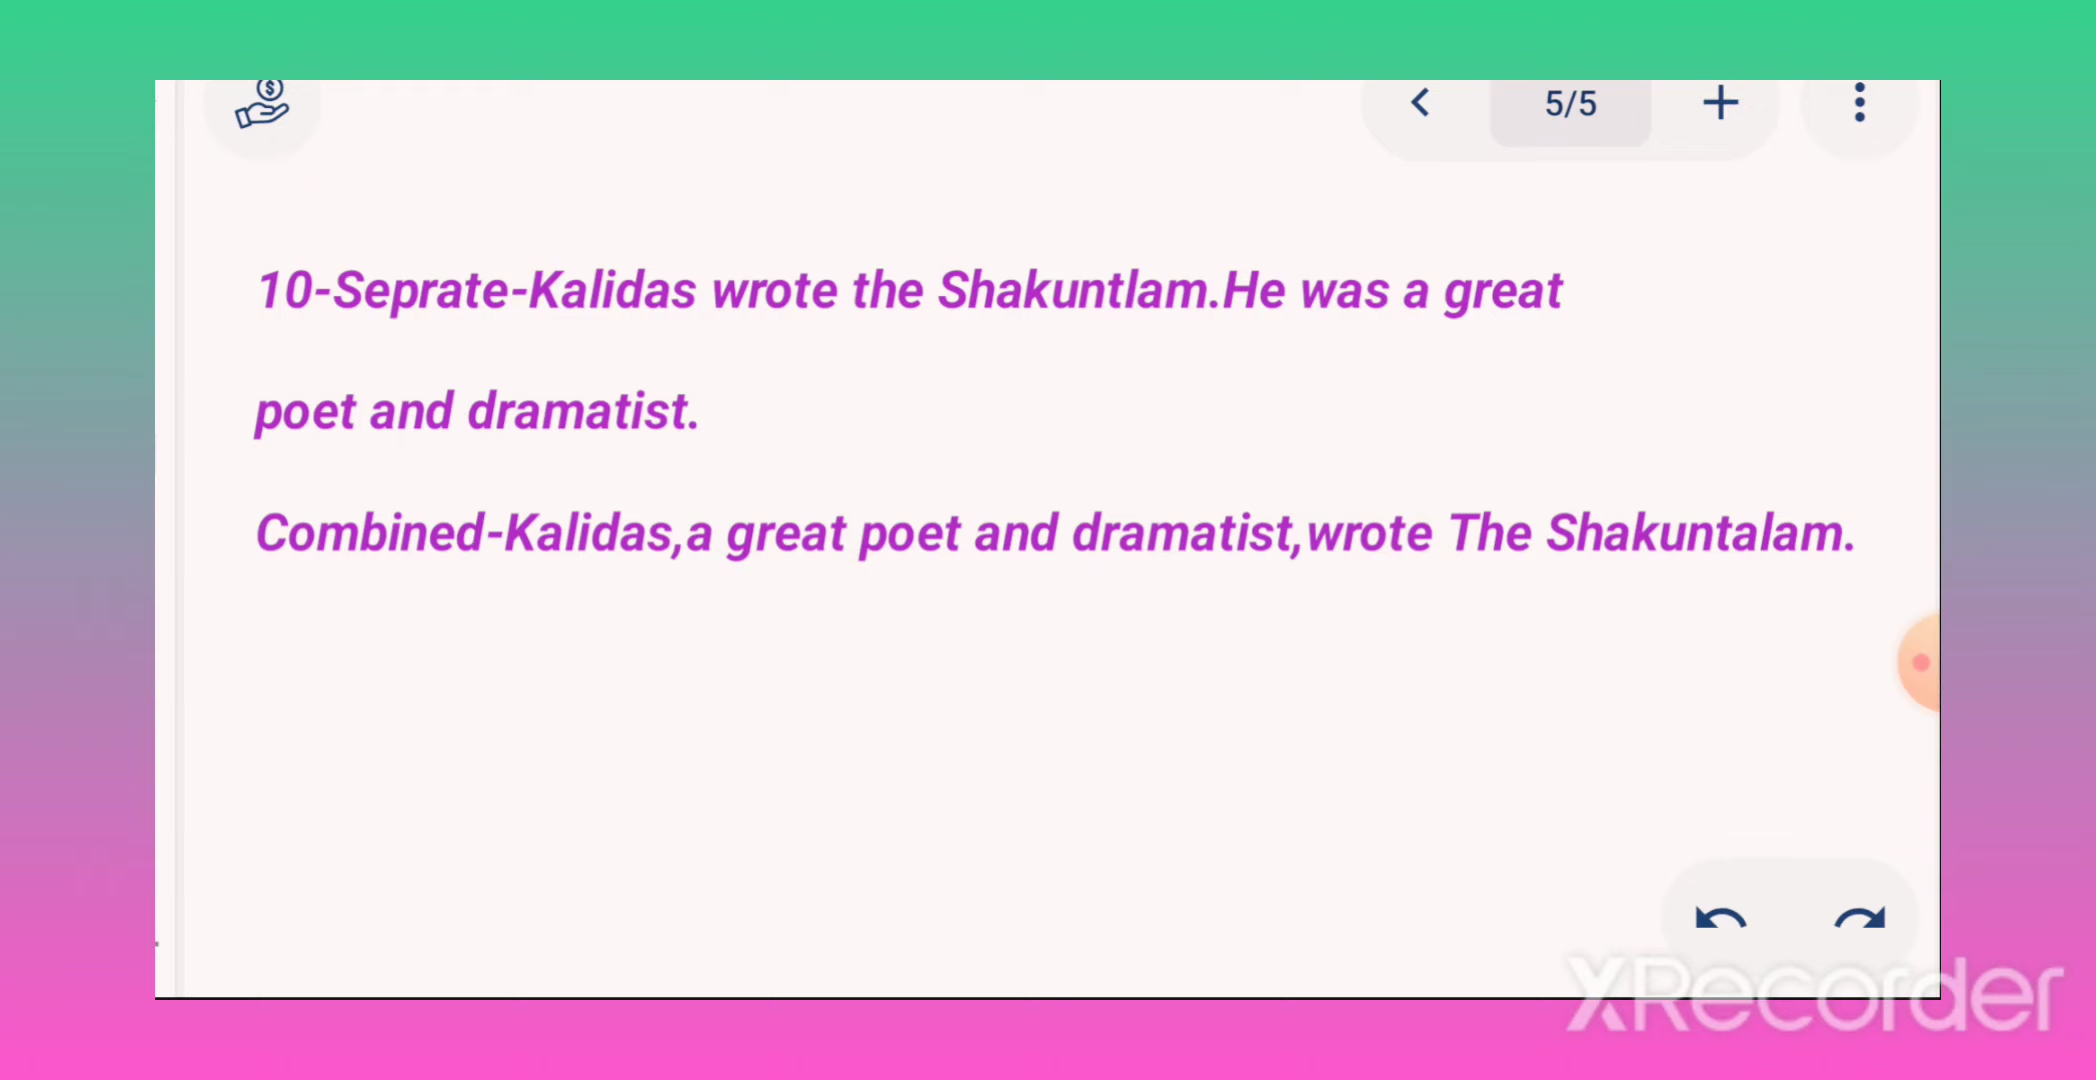 5/5
10-Seprate-Kalidas wrote the Shakuntlam.He was a great
poet and dramatist.
Combined-Kalidas,a great poet and dramatist,wrote The Shakuntalam.
XRecorder